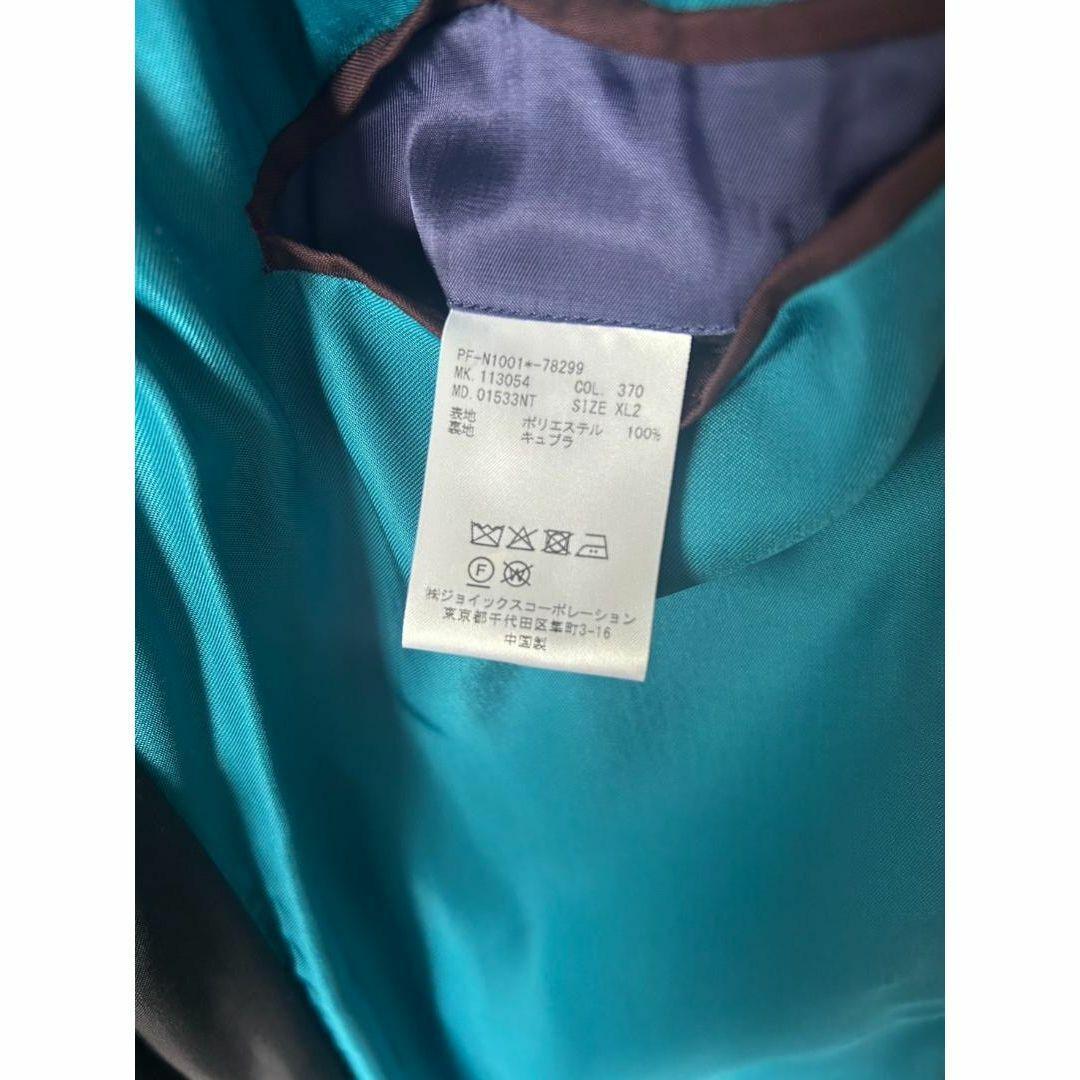 PF-N1001*-78299
MK. 113054 COL. 370
MD. 01533NT SIZE XL2
表地 ポリエステル 100%
裏地 キュプラ
F
W
㈱ジョイックスコーポレーション
東京都千代田区隼町3-16
中国製